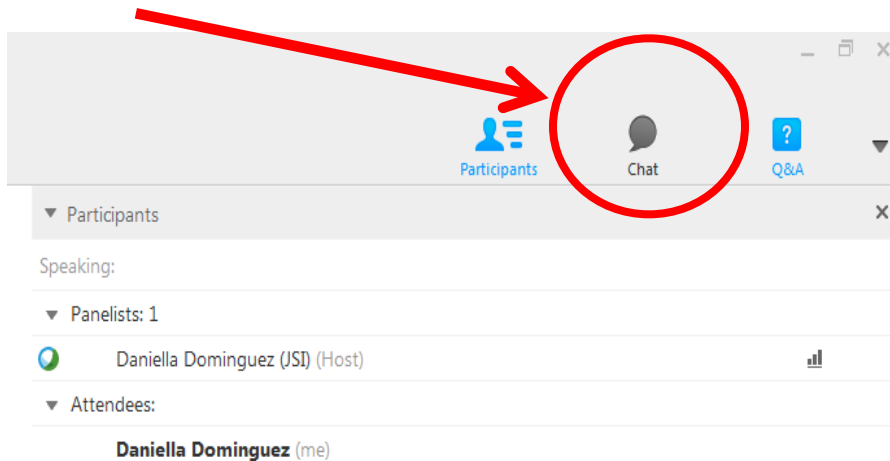 Participants Chat Q&A
Participants
Speaking:
Panelists: 1
Daniella Dominguez (JSI) (Host)
Attendees:
Daniella Dominguez (me)